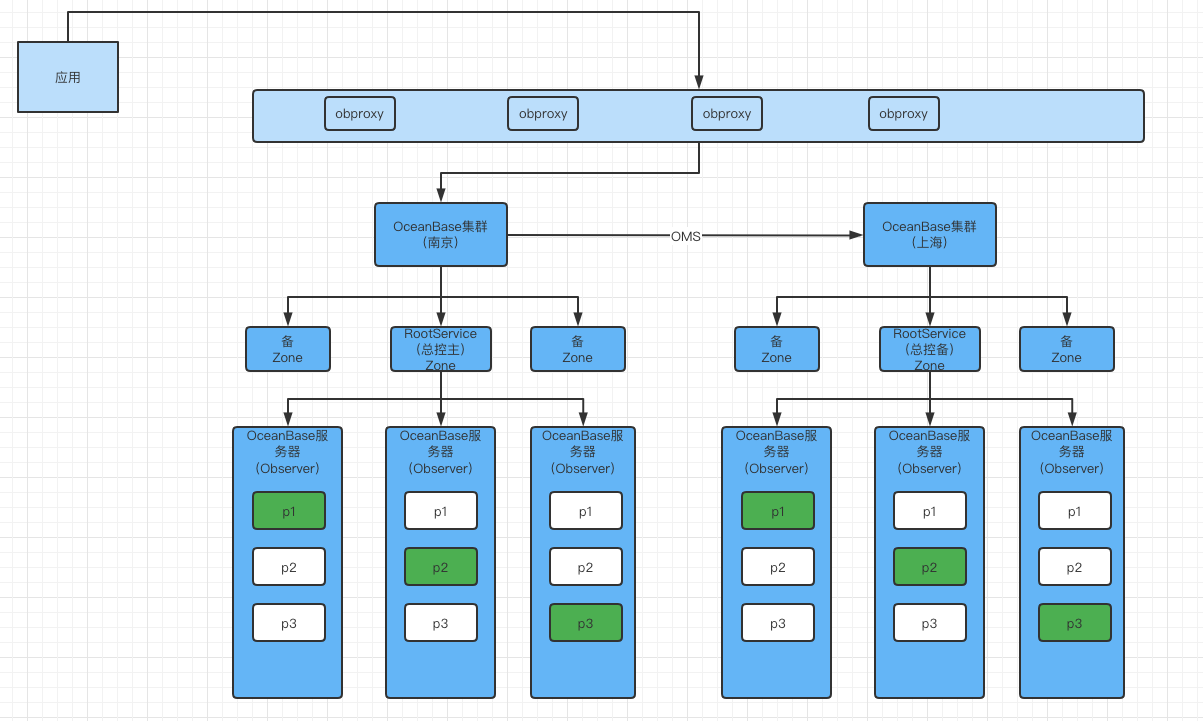 应用
obproxy
obproxy
obproxy
obproxy
OceanBase集群
（南京）
OMS
OceanBase集群
（上海）
备
Zone
RootService
（总控主）
Zone
备
Zone
备
Zone
RootService
（总控备）
Zone
备
Zone
OceanBase服
务器
（Observer）
p1
p2
p3
OceanBase服
务器
（Observer）
p1
p2
p3
OceanBase服
务器
（Observer）
p1
p2
p3
OceanBase服
务器
（Observer）
p1
p2
p3
OceanBase服
务器
（Observer）
p1
p2
p3
OceanBase服
务器
（Observer）
p1
p2
p3